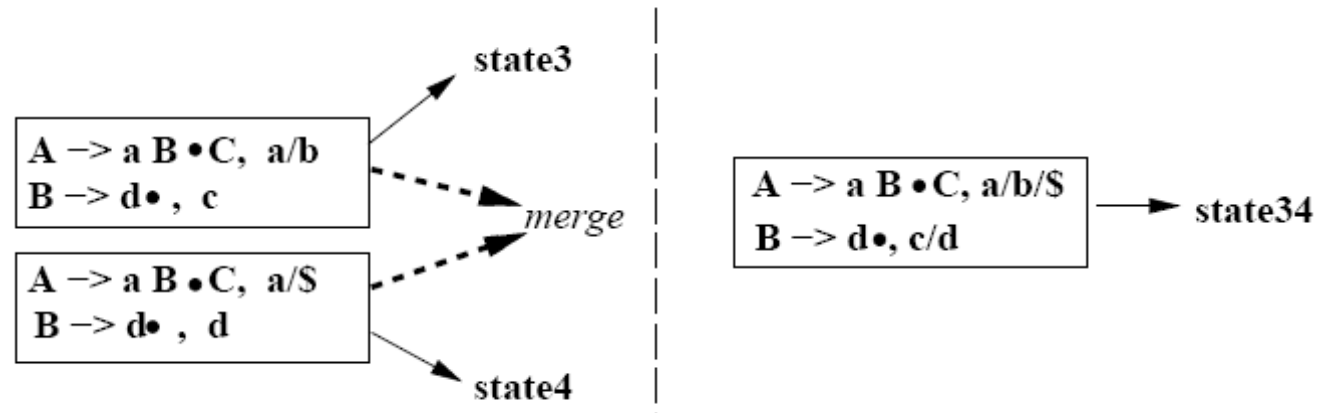 state3
A −> a B •C, a/b
B −> d• , c
merge
A −> a B •C, a/$
B −> d• , d
state4
A −> a B •C, a/b/$
B −> d•, c/d
state34